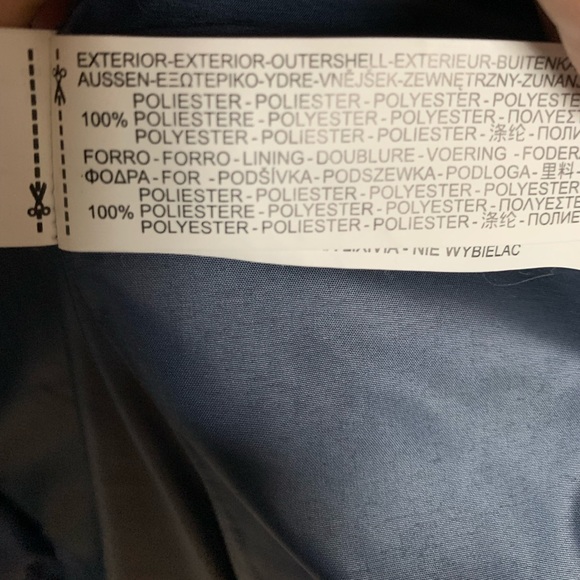 EXTERIOR-EXTERIOR-OUTERSHELL-EXTERIEUR-BUITENKA
AUSSEN-ΕΞΩΤΕΡΙΚΟ-YDRE-VNĚJŠEK-ZEWNĘTRZNY-ZUNAN
POLIESTER - POLIESTER - POLYESTER - POLYESTE
100% POLIESTERE - POLYESTER - POLYESTER - ΠΟΛΥΕΣ
POLYESTER - POLIESTER - POLIESTER - 涤纶 - ПОЛИ
FORRO - FORRO - LINING - DOUBLURE - VOERING - FODER
ΦΟΔΡΑ - FOR - PODŠÍVKA - PODSZEWKA - PODLOGA - 里料 -
POLIESTER - POLIESTER - POLYESTER - POLYESTER
100% POLIESTERE - POLYESTER - POLYESTER - ΠΟΛΥΕΣΤΕ
POLYESTER - POLIESTER - POLIESTER - 涤纶 - ПОЛИЕ
- NIE WYBIELAC